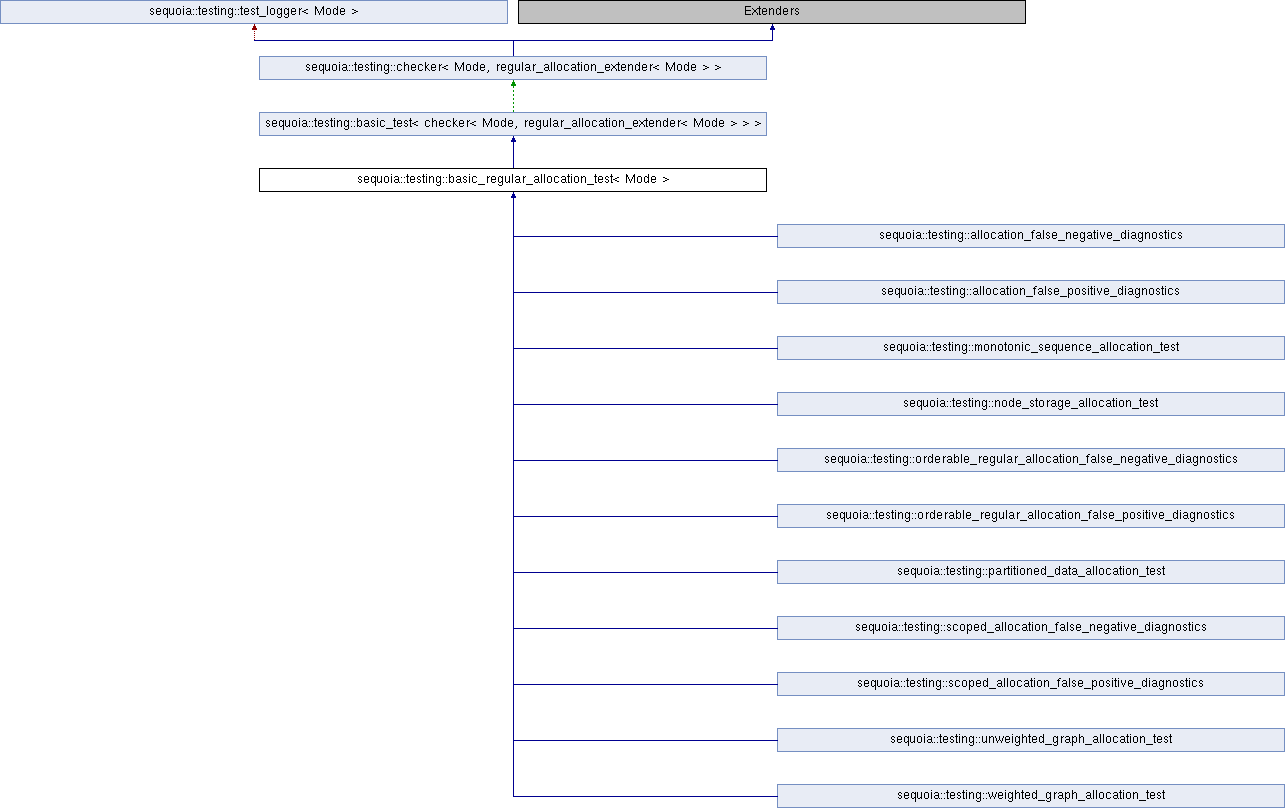 sequoia::testing::test_logger< Mode >
Extenders
sequoia::testing::checker< Mode, regular_allocation_extender< Mode > >
sequoia::testing::basic_test< checker< Mode, regular_allocation_extender< Mode > > >
sequoia::testing::basic_regular_allocation_test< Mode >
sequoia::testing::allocation_false_negative_diagnostics
sequoia::testing::allocation_false_positive_diagnostics
sequoia::testing::monotonic_sequence_allocation_test
sequoia::testing::node_storage_allocation_test
sequoia::testing::orderable_regular_allocation_false_negative_diagnostics
sequoia::testing::orderable_regular_allocation_false_positive_diagnostics
sequoia::testing::partitioned_data_allocation_test
sequoia::testing::scoped_allocation_false_negative_diagnostics
sequoia::testing::scoped_allocation_false_positive_diagnostics
sequoia::testing::unweighted_graph_allocation_test
sequoia::testing::weighted_graph_allocation_test